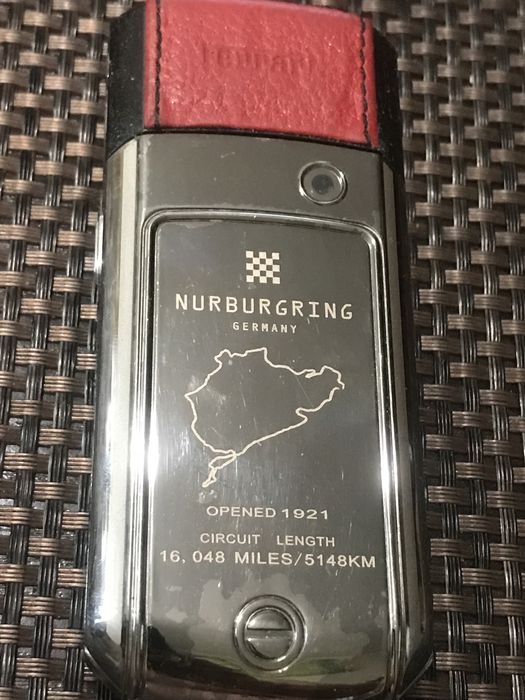 NURBURGRING
GERMANY
OPENED 1921
CIRCUIT LENGTH
16, 048 MILES/5148KM